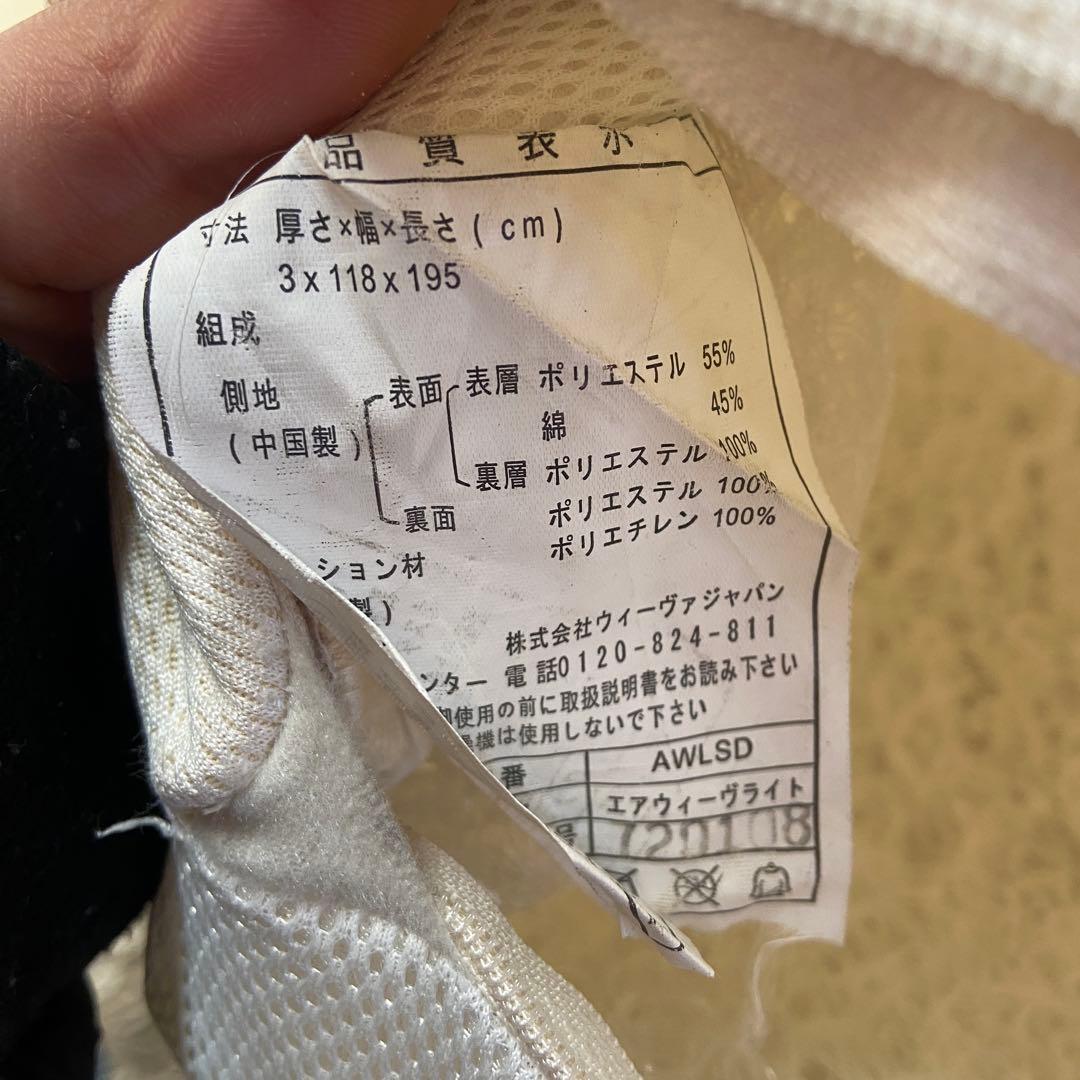 品質表示
寸法 厚さ×幅×長さ(cm)
3x118x195
組成
側地 表面 表層 ポリエステル 55%
(中国製) 綿 45%
裏層 ポリエステル 100%
裏面 ポリエステル 100%
ション材 ポリエチレン 100%
製)
株式会社ウィーヴァジャパン
ンター 電話0120-824-811
使用の前に取扱説明書をお読み下さい
機は使用しないで下さい
番 AWLSD
エアウィーヴライト
号 720108